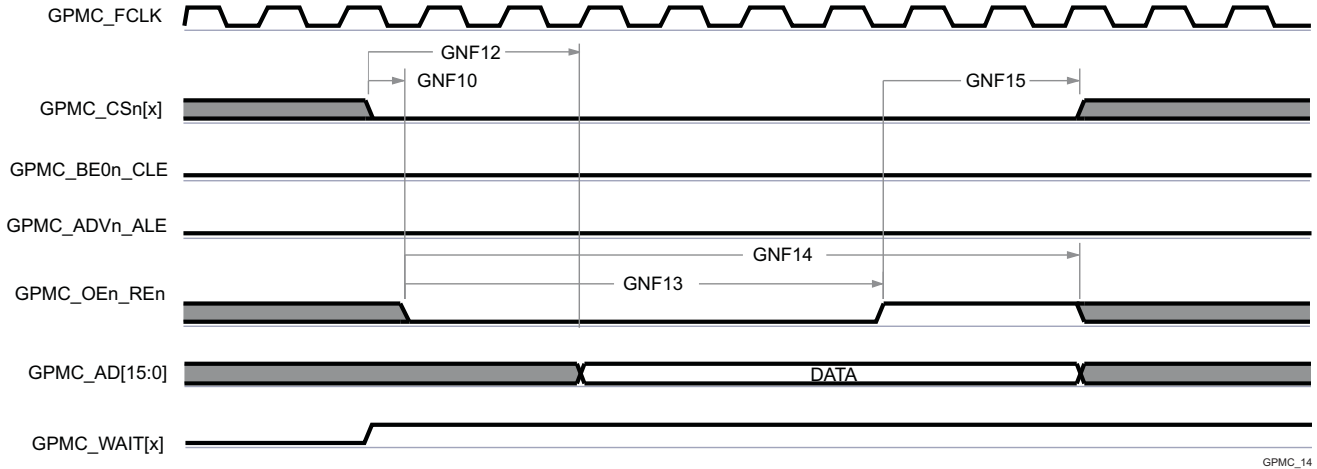 GPMC_FCLK
GNF12
GNF10
GNF15
GPMC_CSn[x]
GPMC_BE0n_CLE
GPMC_ADVn_ALE
GNF14
GNF13
GPMC_OEn_REn
GPMC_AD[15:0]
DATA
GPMC_WAIT[x]
GPMC_14